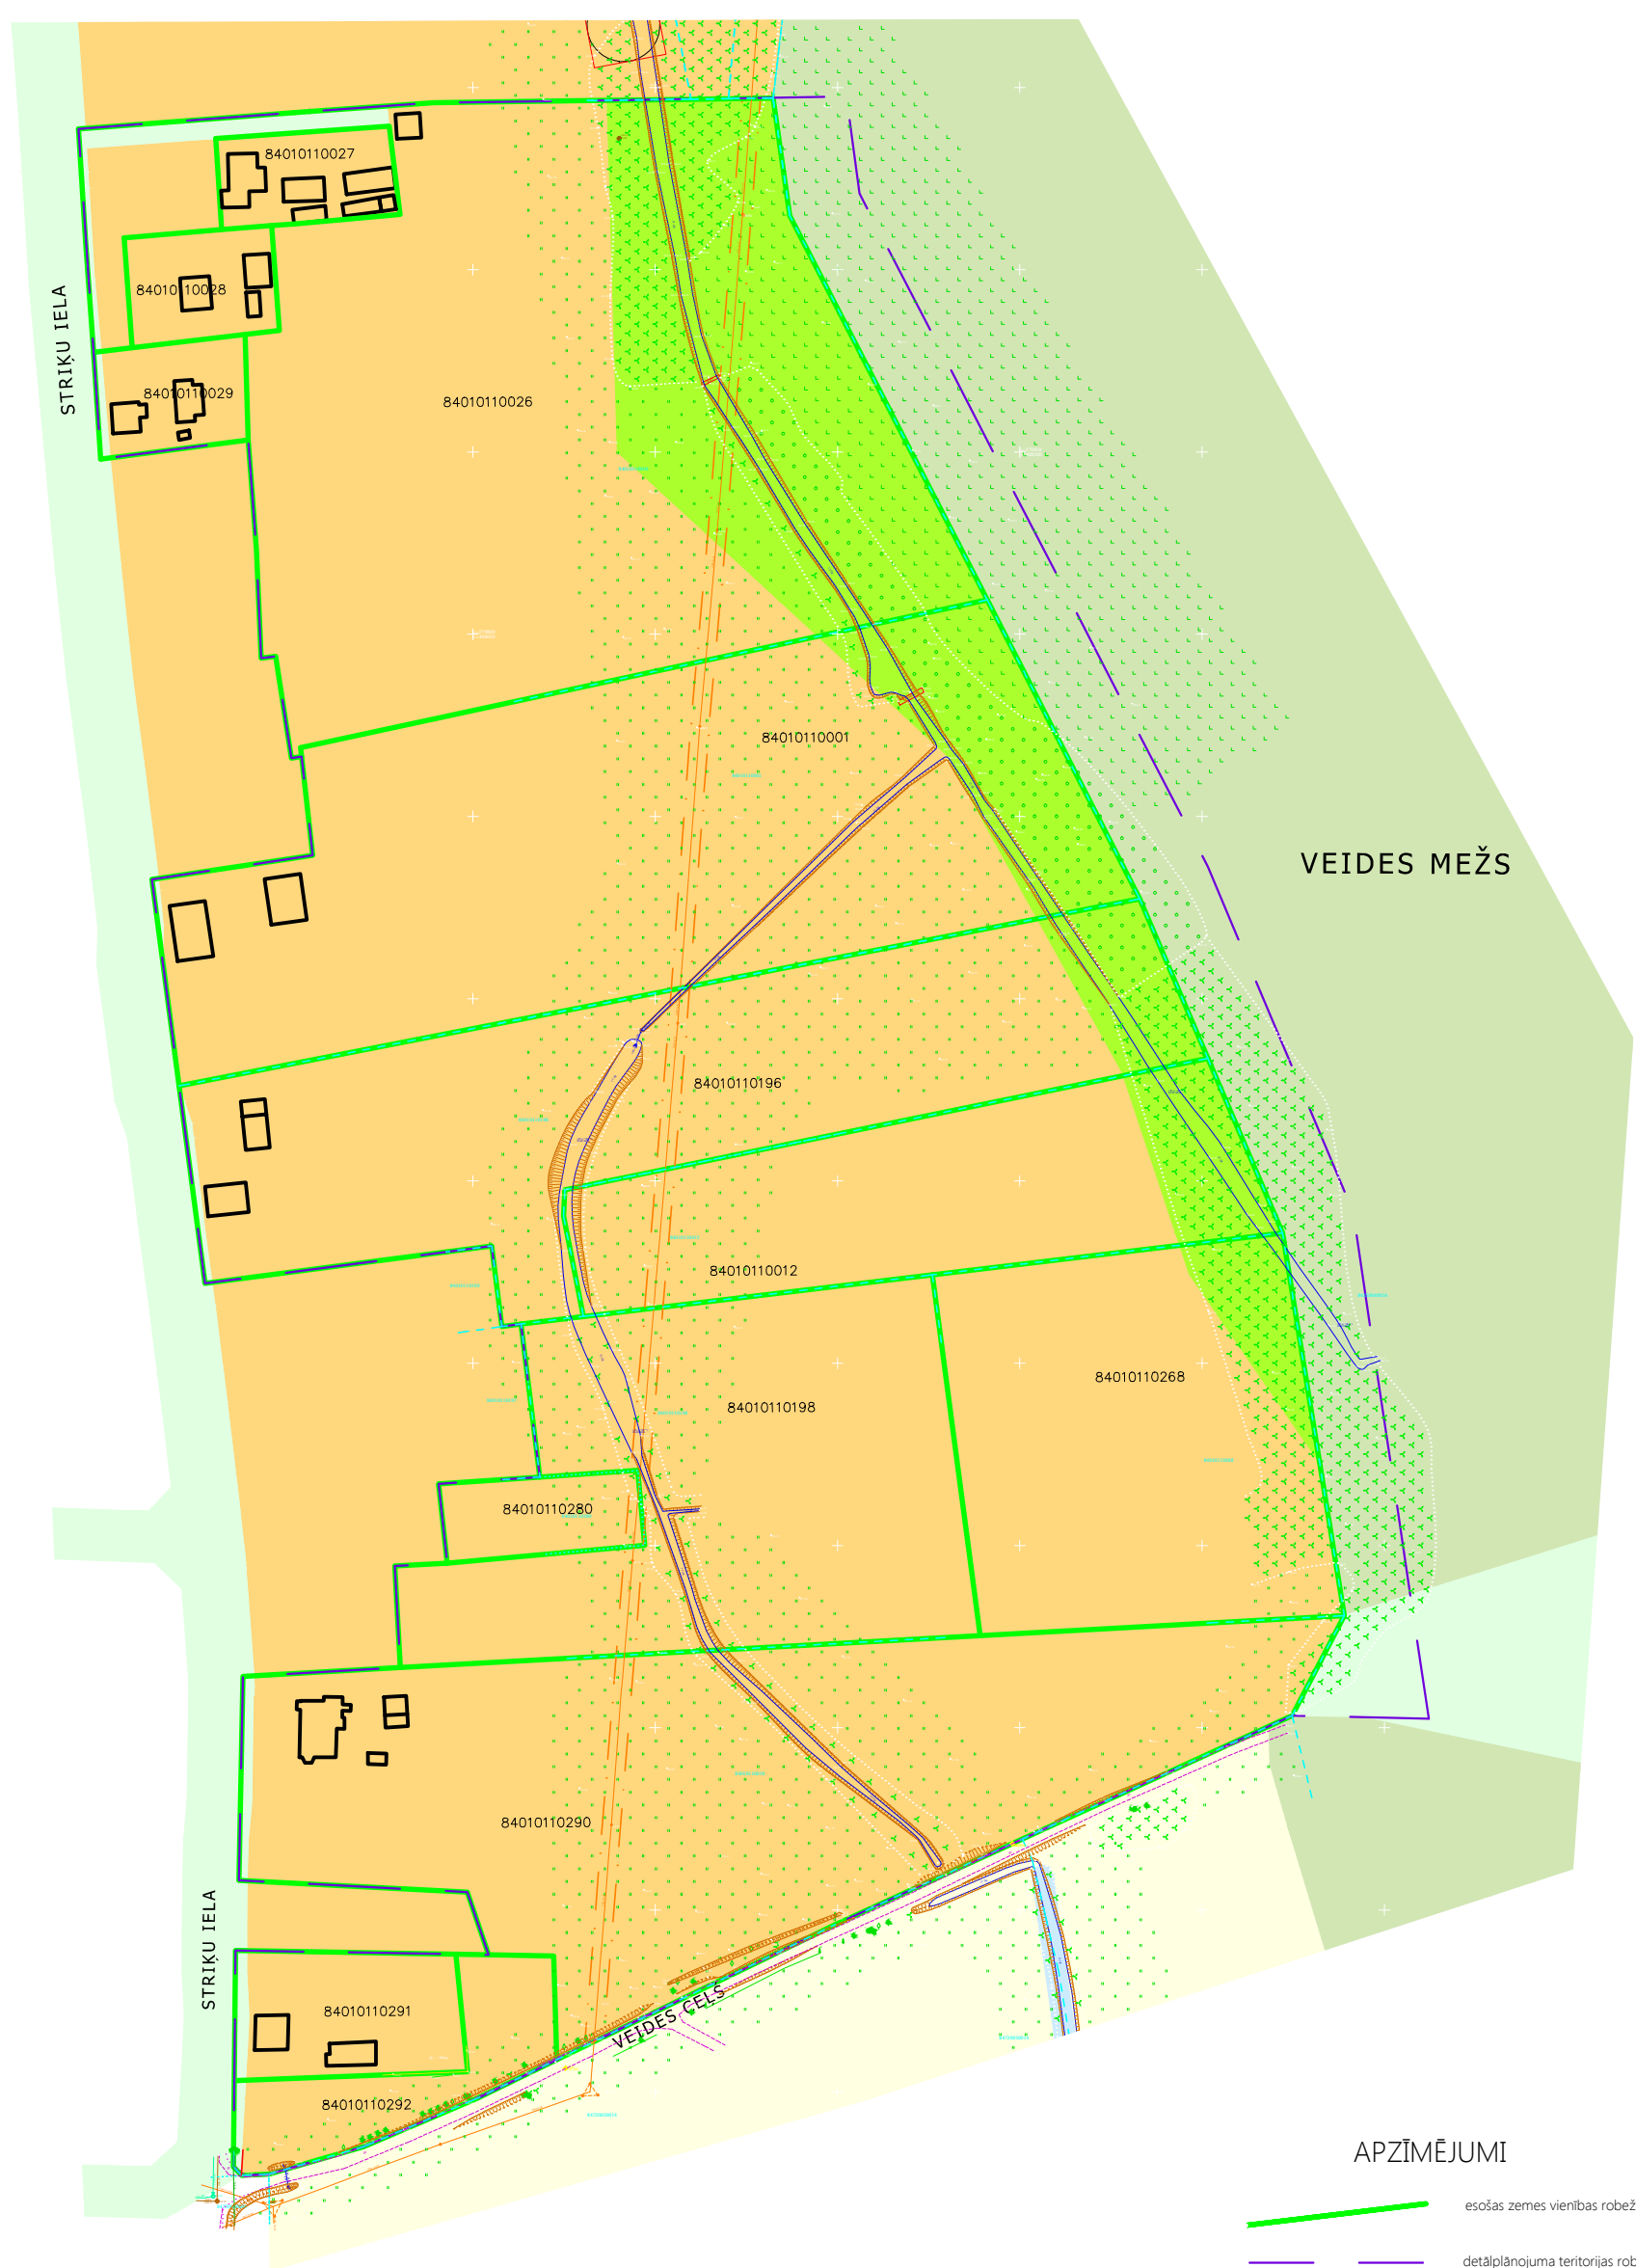 84010110027
84010110028
STRIĶU IELA
84010110029
84010110026
84010110001
VEIDES MEŽS
84010110196
84010110012
84010110268
84010110198
84010110280
84010110290
STRIĶU IELA
84010110291
VEIDES CEĻŠ
84010110292
APZĪMĒJUMI
esošas zemes vienības robež
detālplānojuma teritorijas rob